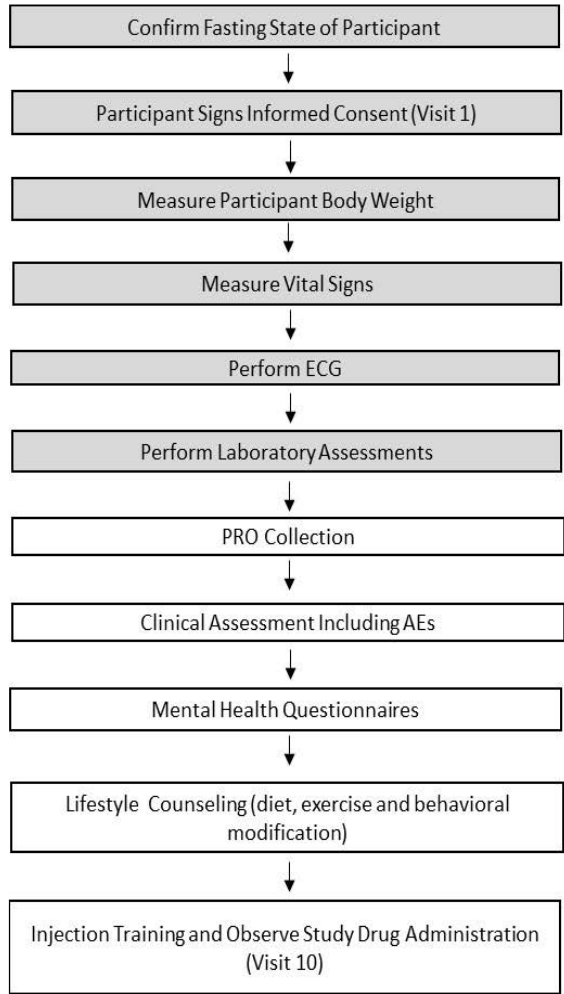 Confirm Fasting State of Participant
Participant Signs Informed Consent (Visit 1)
Measure Participant Body Weight
Measure Vital Signs
Perform ECG
Perform Laboratory Assessments
PRO Collection
Clinical Assessment Including AEs
Mental Health Questionnaires
Lifestyle Counseling (diet, exercise and behavioral
modification)
Injection Training and Observe Study Drug Administration
(Visit 10)